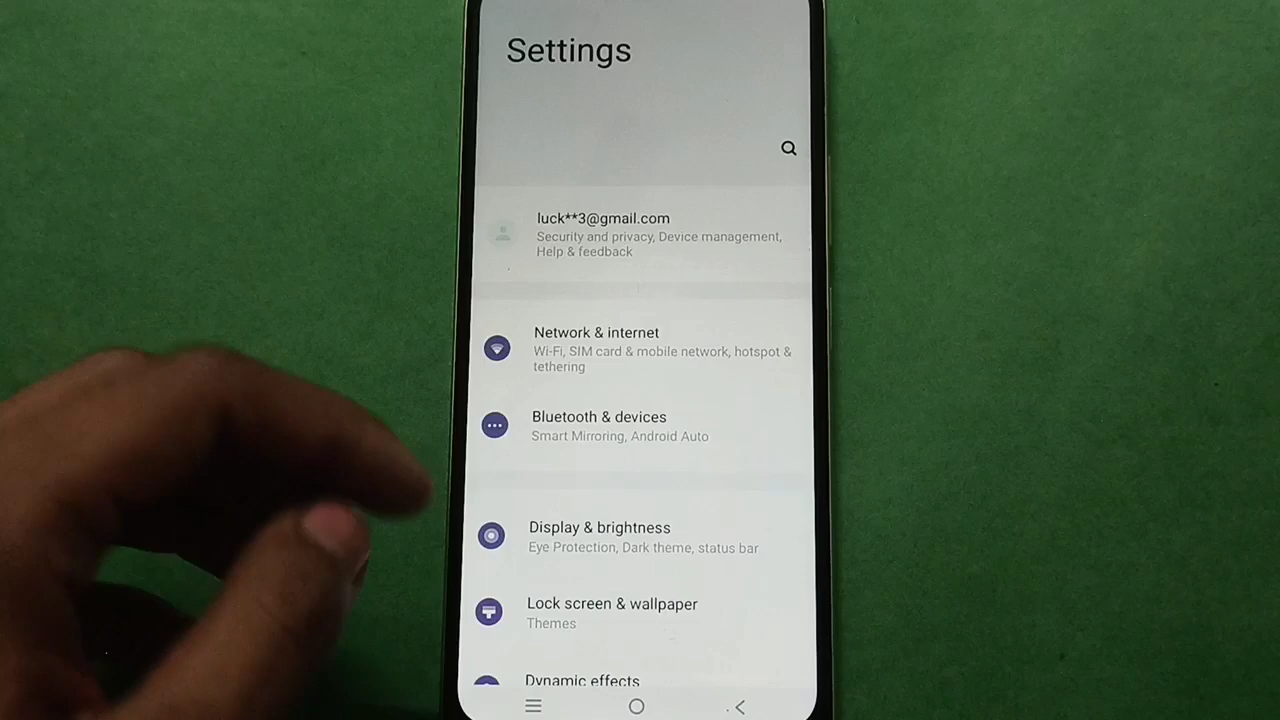 Settings
luck**3@gmail.com
Security and privacy, Device management,
Help & feedback
Network & internet
Wi-Fi, SIM card & mobile network, hotspot &
tethering
Bluetooth & devices
Smart Mirroring, Android Auto
Display & brightness
Eye Protection, Dark theme, status bar
Lock screen & wallpaper
Themes
Dynamic effects